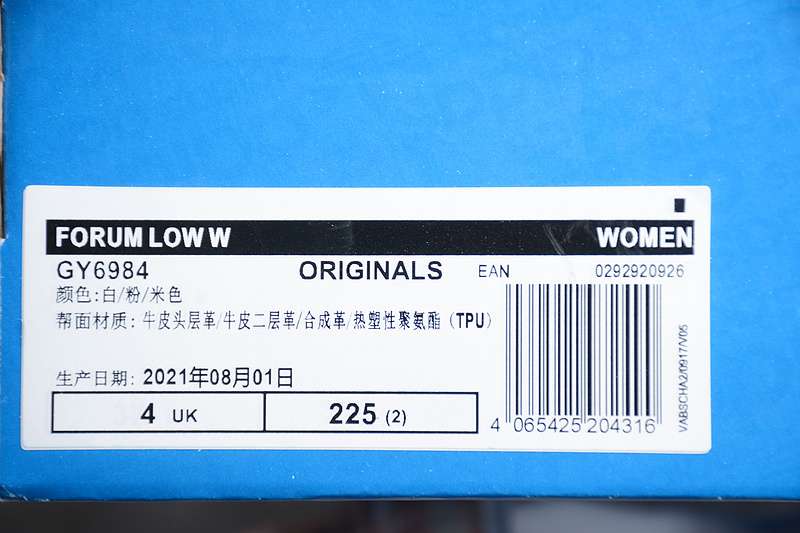 FORUM LOW W WOMEN
GY6984 ORIGINALS EAN 0292920926
颜色:白/粉/米色
帮面材质: 牛皮头层革/牛皮二层革/合成革/热塑性聚氨酯（TPU）
生产日期: 2021年08月01日
4 UK 225 (2)
4 065425 204316
VABSCHA2/0917/V05